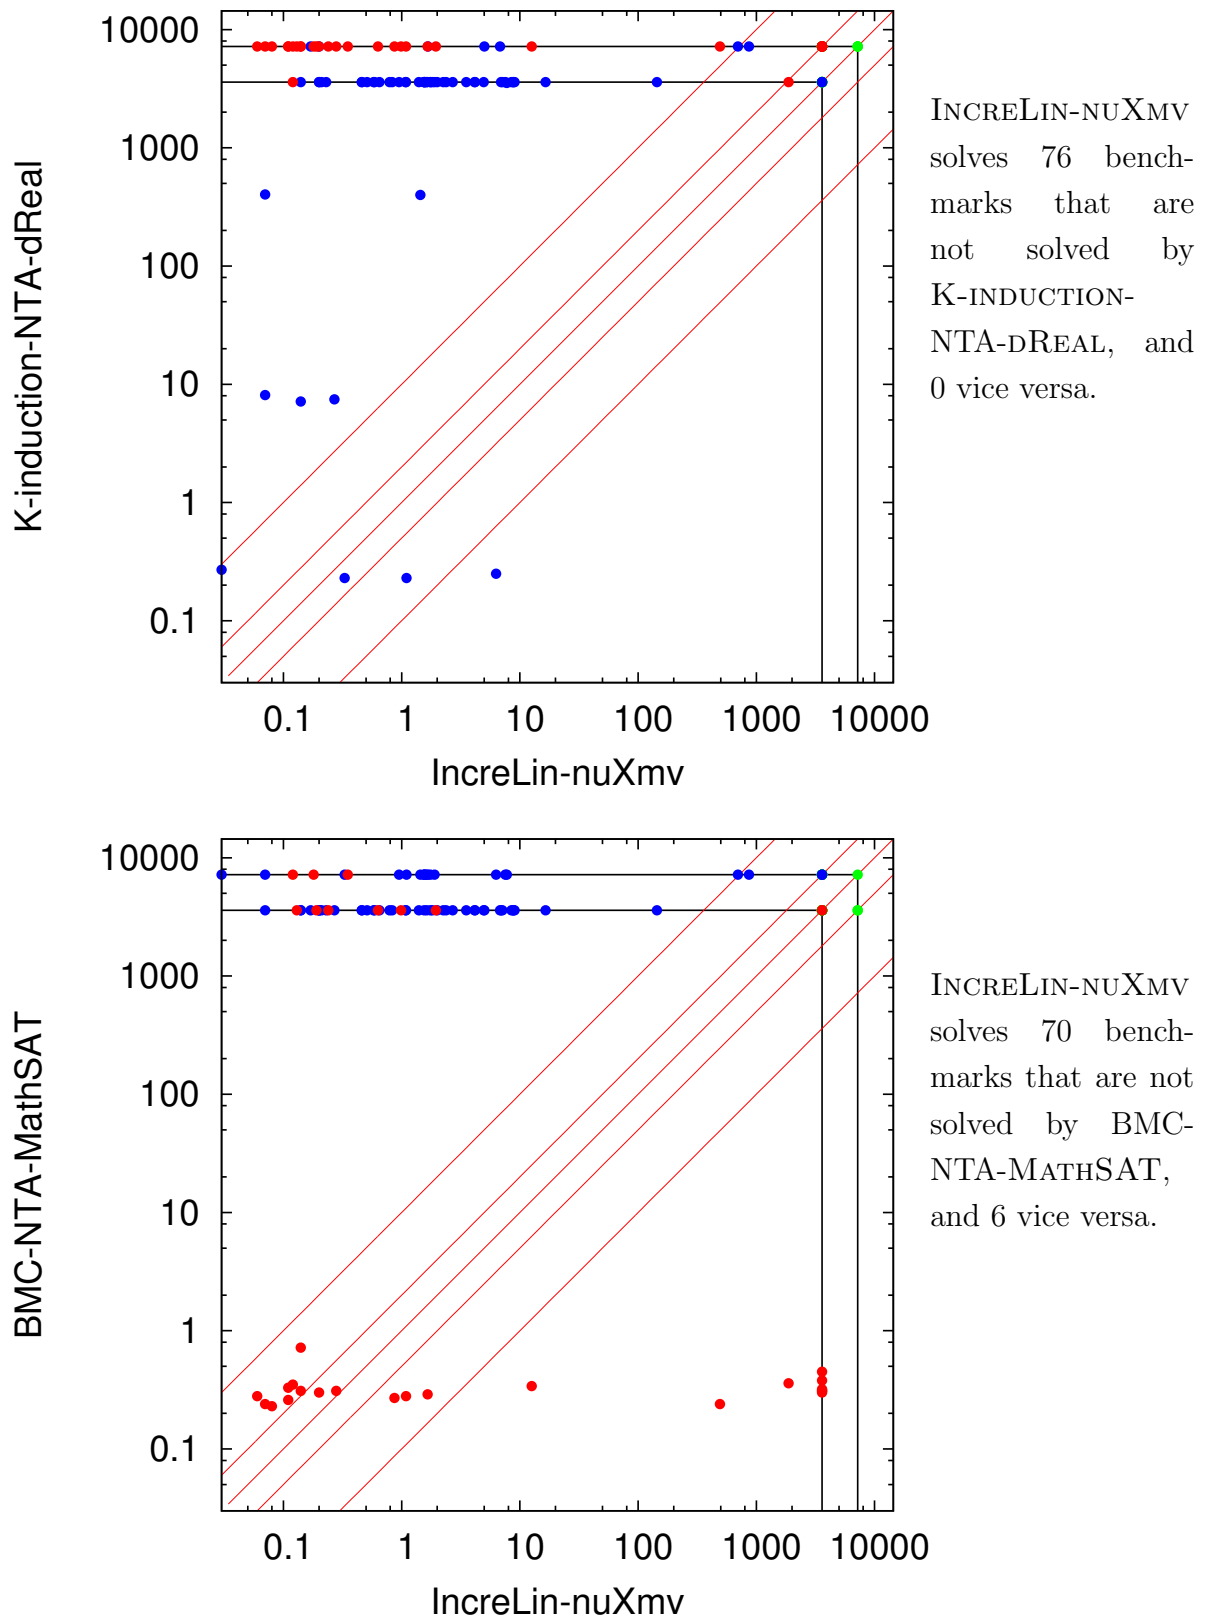 10000
1000
100
10
1
0.1
K-induction-NTA-dReal
0.1 1 10 100 1000 10000
IncreLin-nuXmv
INCRELIN-NUXMV
solves 76 bench-
marks that are
not solved by
K-INDUCTION-
NTA-DREAL, and
0 vice versa.
10000
1000
100
10
1
0.1
BMC-NTA-MathSAT
0.1 1 10 100 1000 10000
IncreLin-nuXmv
INCRELIN-NUXMV
solves 70 bench-
marks that are not
solved by BMC-
NTA-MATHSAT,
and 6 vice versa.